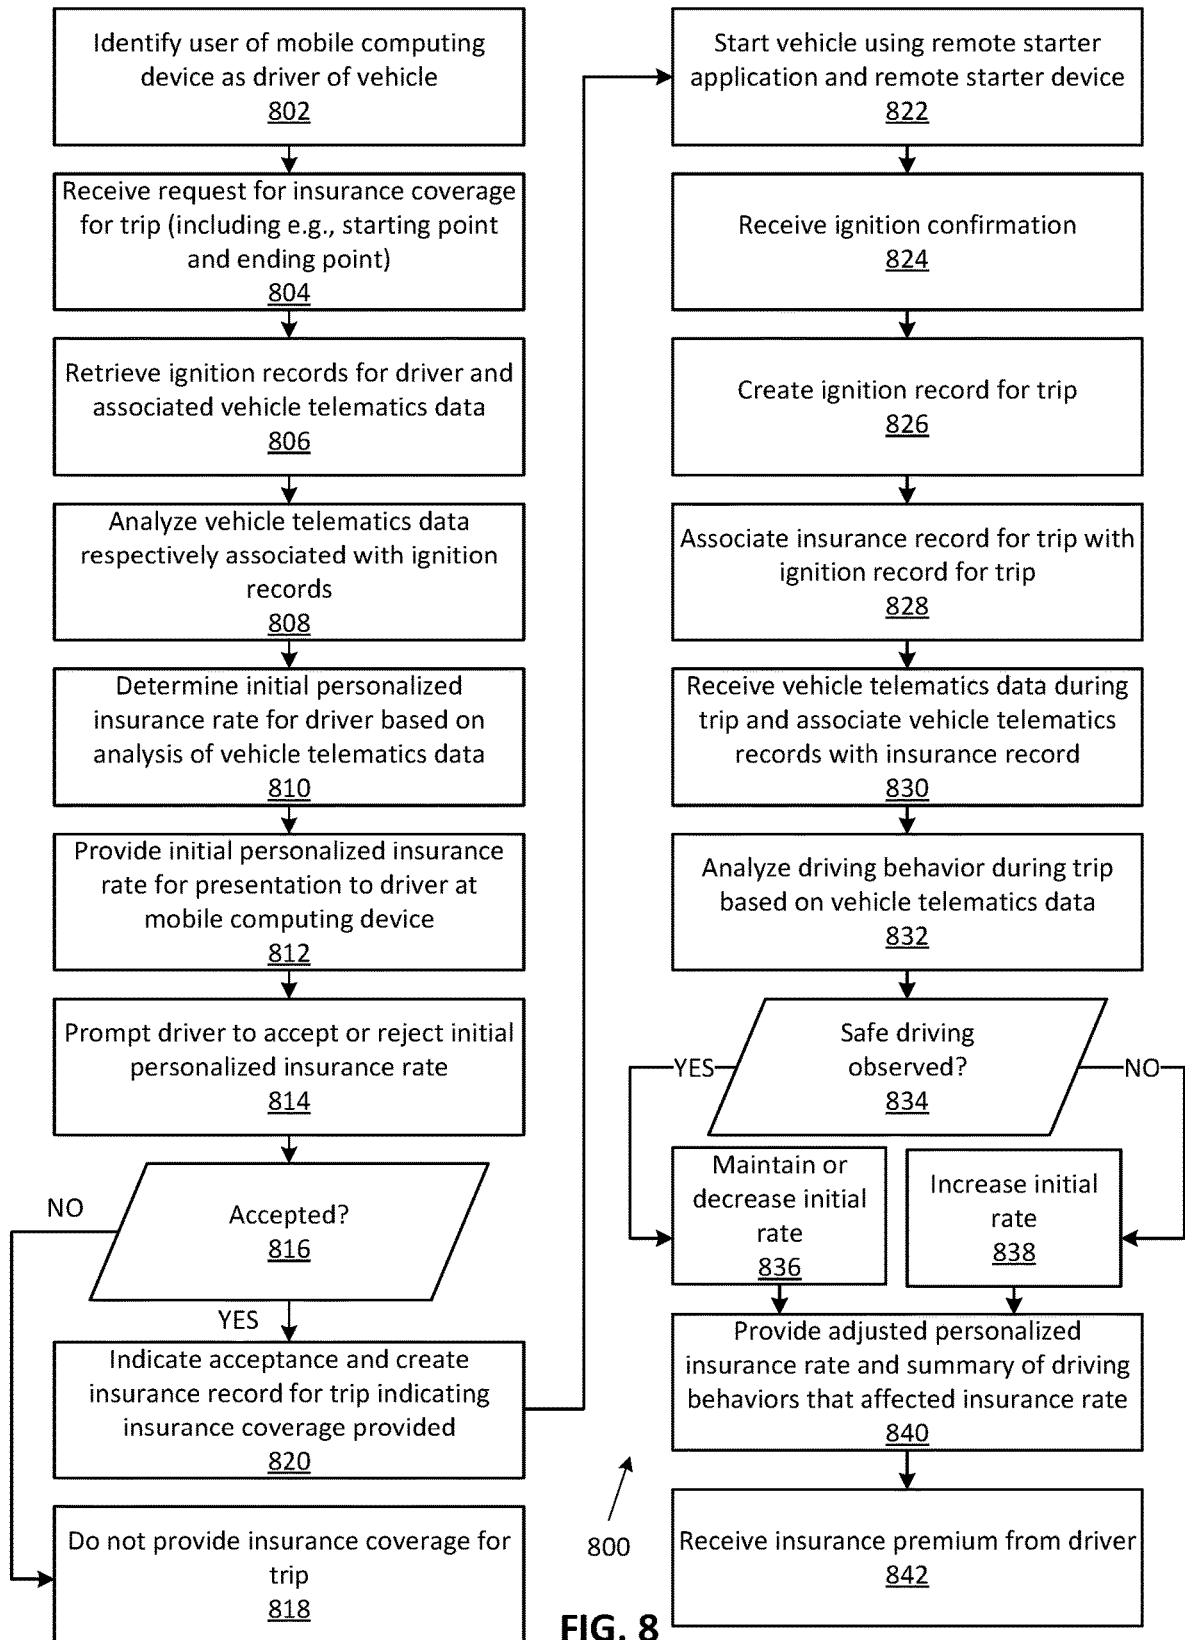 Identify user of mobile computing
device as driver of vehicle
802
Receive request for insurance coverage
for trip (including e.g., starting point
and ending point)
804
Retrieve ignition records for driver and
associated vehicle telematics data
806
Analyze vehicle telematics data
respectively associated with ignition
records
808
Determine initial personalized
insurance rate for driver based on
analysis of vehicle telematics data
810
Provide initial personalized insurance
rate for presentation to driver at
mobile computing device
812
Prompt driver to accept or reject initial
personalized insurance rate
814
NO
Accepted?
816
YES
Indicate acceptance and create
insurance record for trip indicating
insurance coverage provided
820
Do not provide insurance coverage for
trip
818
Start vehicle using remote starter
application and remote starter device
822
Receive ignition confirmation
824
Create ignition record for trip
826
Associate insurance record for trip with
ignition record for trip
828
Receive vehicle telematics data during
trip and associate vehicle telematics
records with insurance record
830
Analyze driving behavior during trip
based on vehicle telematics data
832
Safe driving
observed?
834
YES
NO
Maintain or
decrease initial
rate
836
Increase initial
rate
838
Provide adjusted personalized
insurance rate and summary of driving
behaviors that affected insurance rate
840
Receive insurance premium from driver
842
800
FIG. 8